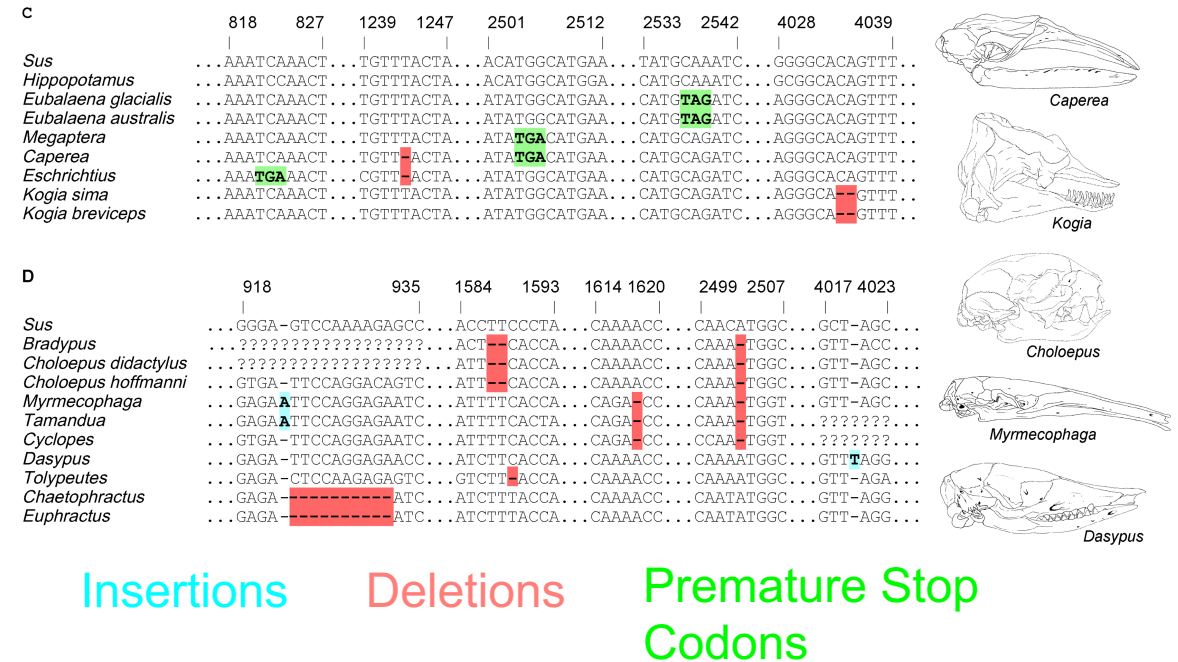 C
818 827 1239 1247 2501 2512 2533 2542 4028 4039
Sus ...AAATCAAACT...TGTTTACTA...ACATGGCATGAA...TATGCAAATC...GGGGCACAGTTT...
Hippopotamus ...AAATCCAACT...TGTTTACTA...ACATGGCATGGA...CATGCAAATC...GCGGCACAGTTT...
Eubalaena glacialis ...AAATCAAACT...TGTTTACTA...ATATGGCATGAA...CATGTAGATC...AGGGCACAGTTT...
Eubalaena australis ...AAATCAAACT...TGTTTACTA...ATATGGCATGAA...CATGTAGATC...AGGGCACAGTTT...
Megaptera ...AAATCAAACT...TGTTTACTA...ATATGACATGAA...CATGCAGATC...AGGGCACAGTTT...
Caperea ...AAATCAAACT...TGTT-ACTA...ATATGACATGAA...CATGCAGATC...AGGGCACAGTTT...
Eschrichtius ...AAATGAAACT...CGTT-ACTA...ATATGGCATGAA...CATGCAGATC...AGGGCACAGTTT...
Kogia sima ...AAATCAAACT...TGTTTACTA...ATATGGCATGAA...CATGCAGATC...AGGGCA--GTTT...
Kogia breviceps ...AAATCAAACT...TGTTTACTA...ATATGGCATGAA...CATGCAGATC...AGGGCA--GTTT...
Caperea
Kogia
D
918 935 1584 1593 1614 1620 2499 2507 4017 4023
Sus ...GGGA-GTCCAAAAGAGCC...ACCTTCCCTA...CAAAACC...CAACATGGC...GCT-AGC...
Bradypus ...??????????????????...ACT--CACCA...CAAAACC...CAAA-TGGC...GTT-ACC...
Choloepus didactylus ...??????????????????...ATT--CACCA...CAAAACC...CAAA-TGGC...GTT-AGC...
Choloepus hoffmanni ...GTGA-TTCCAGGACAGTC...ATT--CACCA...CAAAACC...CAAA-TGGC...GTT-AGC...
Myrmecophaga ...GAGAATTCCAGGAGAATC...ATTTTCACCA...CAGA-CC...CAAA-TGGT...GTT-AGC...
Tamandua ...GAGAATTCCAGGAGAATC...ATTTTCACTA...CAGA-CC...CAAA-TGGT...???????...
Cyclopes ...GTGA-TTCCAGGAGAATC...ATTTTCACCA...CAGA-CC...CCAA-TGGT...???????...
Dasypus ...GAGA-TTCCAGGAGAACC...ATCTTCACCA...CAAAACC...CAAAATGGC...GTTTAGG...
Tolypeutes ...GAGA-CTCCAAGAGAGTC...GTCTT-ACCA...CAAAACC...CAAAATGGC...GTT-AGA...
Chaetophractus ...GAGA-----------ATC...ATCTTTACCA...CAAAACC...CAATATGGC...GTT-AGG...
Euphractus ...GAGA-----------ATC...ATCTTTACCA...CAAAACC...CAATATGGC...GTT-AGG...
Choloepus
Myrmecophaga
Dasypus
Insertions Deletions Premature Stop
Codons